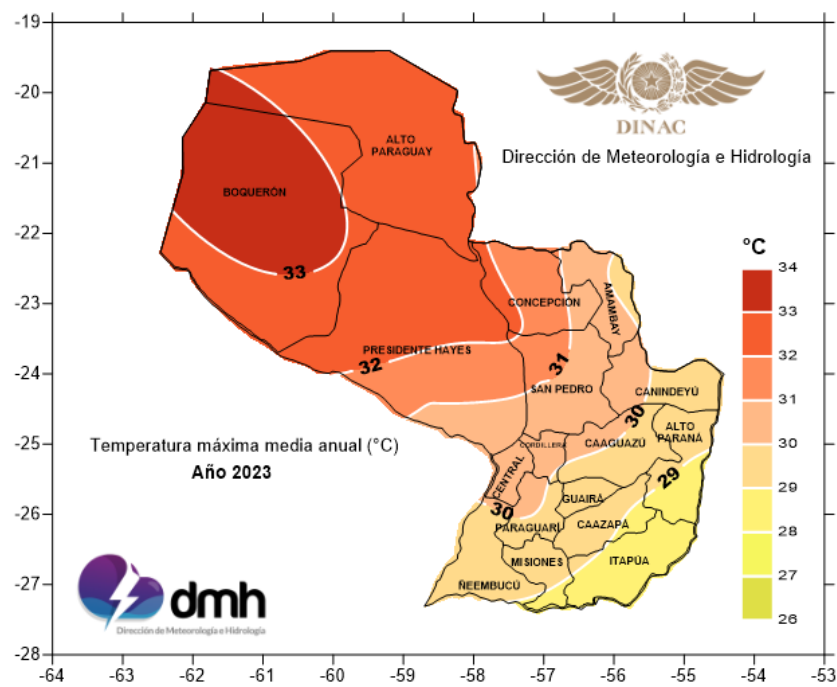 -19
-20
-21
-22
-23
-24
-25
-26
-27
-28
-64
-63
-62
-61
-60
-59
-58
-57
-56
-55
-54
-53
DINAC
Dirección de Meteorología e Hidrología
ALTO
PARAGUAY
BOQUERÓN
33
CONCEPCIÓN
AMAMBAY
PRESIDENTE HAYES
32
31
SAN PEDRO
CANINDEYÚ
30
ALTO
PARANÁ
CORDILLERA
CAAGUAZÚ
CENTRAL
29
GUAIRÁ
30
PARAGUARÍ
CAAZAPÁ
MISIONES
ITAPÚA
ÑEEMBUCÚ
°C
34
33
32
31
30
29
28
27
26
Temperatura máxima media anual (°C)
Año 2023
dmh
Dirección de Meteorología e Hidrología